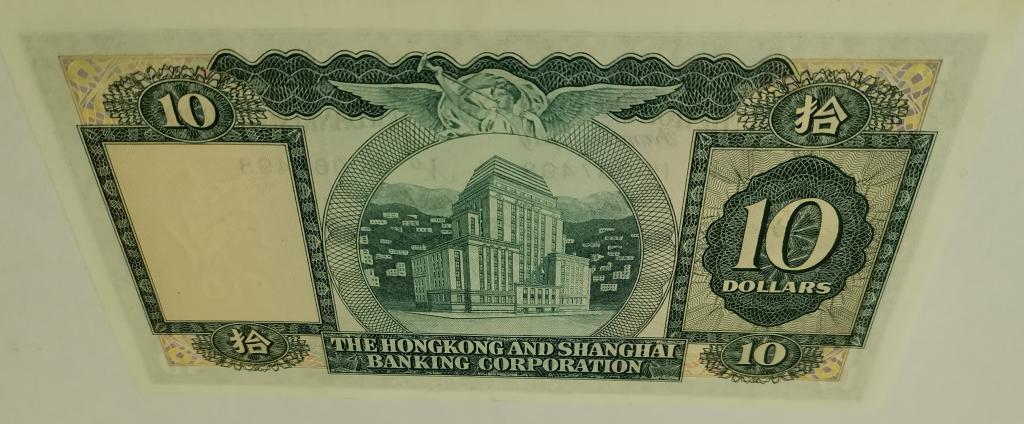 10
拾
10
DOLLARS
拾
THE HONGKONG AND SHANGHAI
BANKING CORPORATION
10